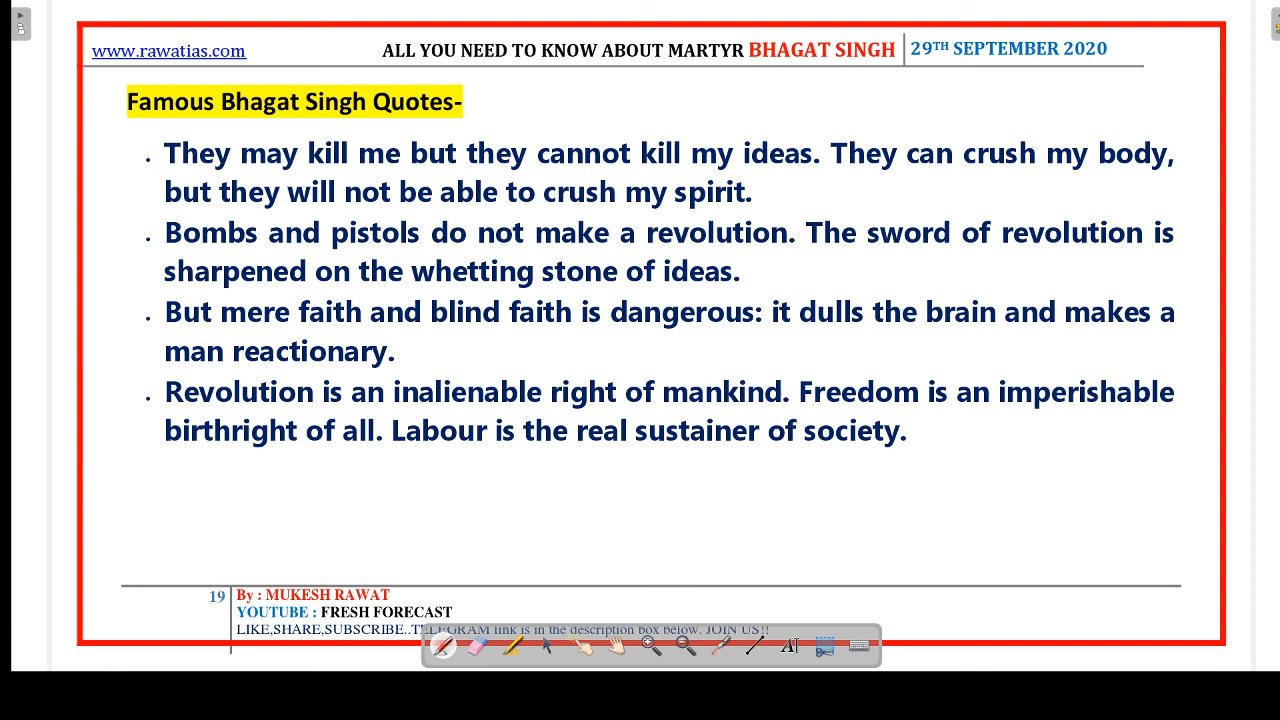 www.rawatias.com ALL YOU NEED TO KNOW ABOUT MARTYR BHAGAT SINGH 29TH SEPTEMBER 2020
Famous Bhagat Singh Quotes-
• They may kill me but they cannot kill my ideas. They can crush my body,
but they will not be able to crush my spirit.
• Bombs and pistols do not make a revolution. The sword of revolution is
sharpened on the whetting stone of ideas.
• But mere faith and blind faith is dangerous: it dulls the brain and makes a
man reactionary.
• Revolution is an inalienable right of mankind. Freedom is an imperishable
birthright of all. Labour is the real sustainer of society.
19 By : MUKESH RAWAT
YOUTUBE : FRESH FORECAST
LIKE,SHARE,SUBSCRIBE..TELEGRAM link is in the description box below. JOIN US!!